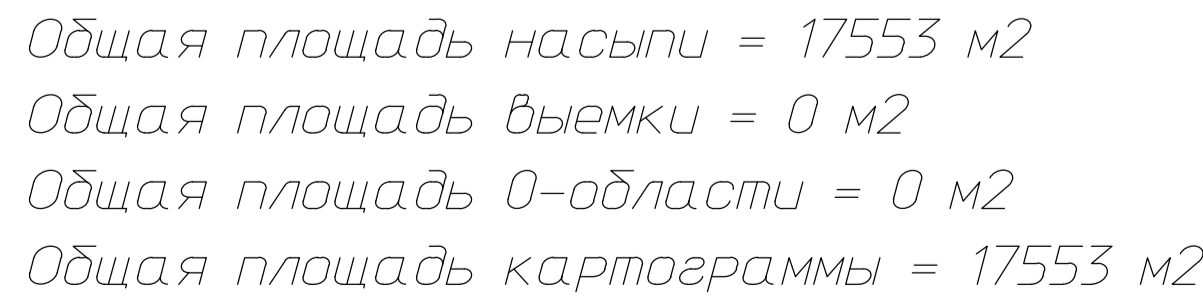 Общая площадь насыпи = 17553 м2
Общая площадь выемки = 0 м2
Общая площадь 0-области = 0 м2
Общая площадь картограммы = 17553 м2